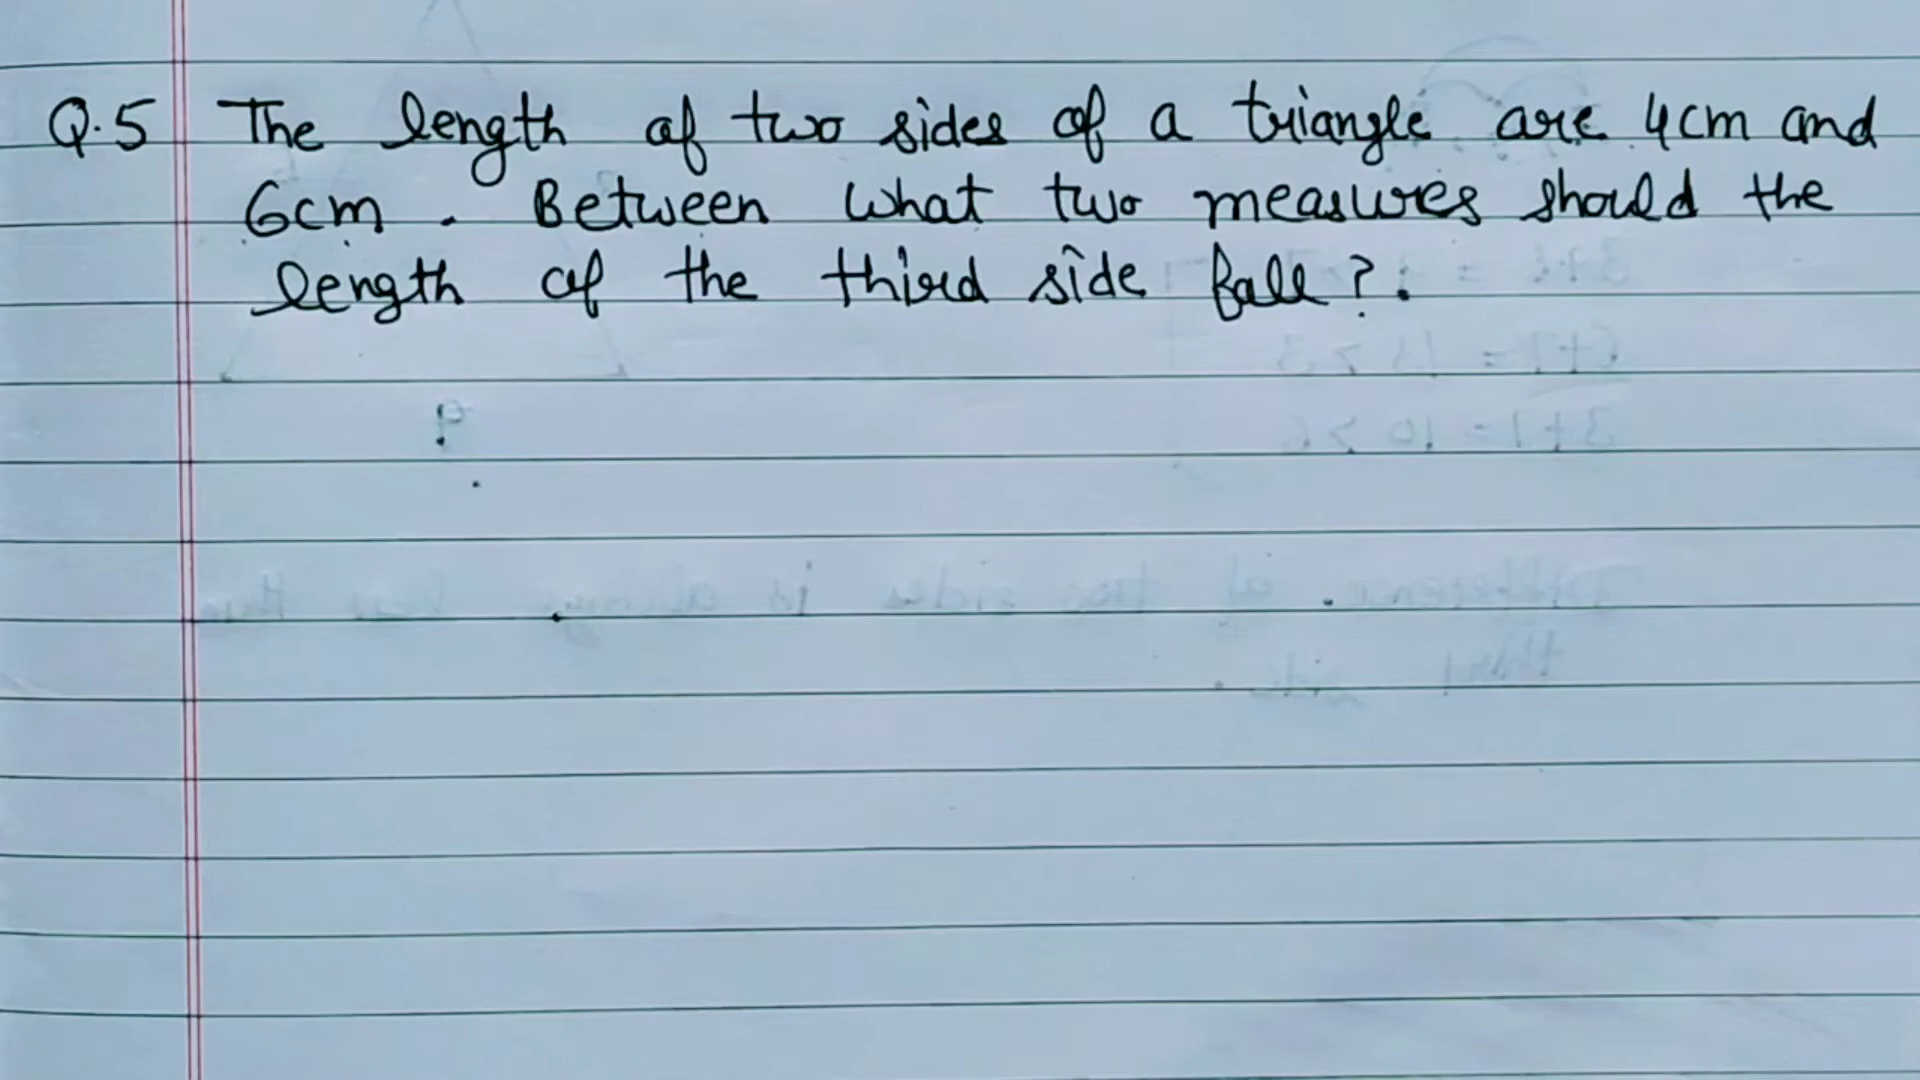 Q.5 The length of two sides of a triangle are 4cm and
6cm. Between what two measures should the
length of the third side fall?.